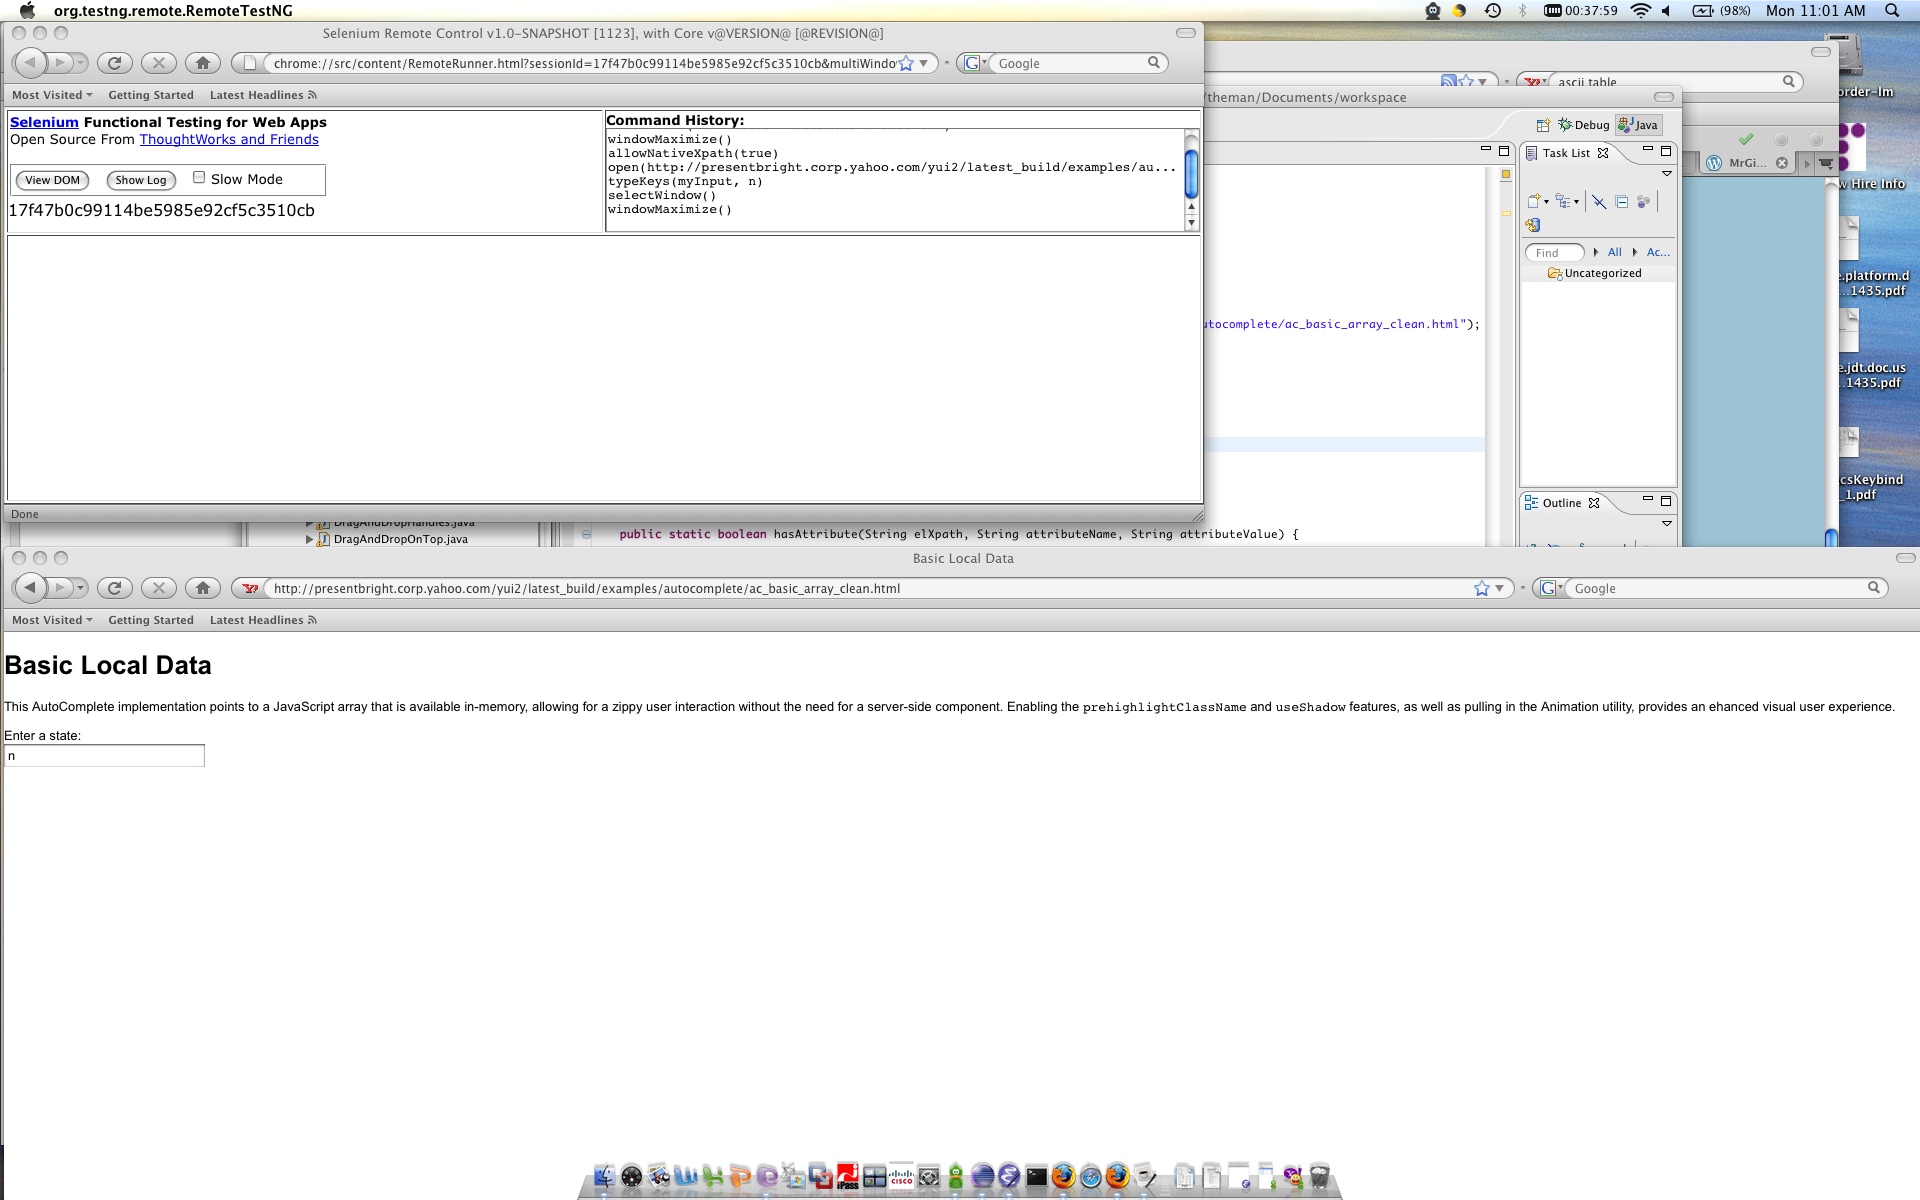 org.testng.remote.RemoteTestNG
00:37:59
(98%)
Mon 11:01 AM
Selenium Remote Control v1.0-SNAPSHOT [1123], with Core v@VERSION@ [@REVISION@]
chrome://src/content/RemoteRunner.html?sessionId=17f47b0c99114be5985e92cf5c3510cb&multiWindo
Google
Most Visited
Getting Started
Latest Headlines
Selenium Functional Testing for Web Apps
Open Source From ThoughtWorks and Friends
View DOM
Show Log
Slow Mode
17f47b0c99114be5985e92cf5c3510cb
Command History:
windowMaximize()
allowNativeXpath(true)
open(http://presentbright.corp.yahoo.com/yui2/latest_build/examples/au...
typeKeys(myInput, n)
selectWindow()
windowMaximize()
Done
ascii table
/theman/Documents/workspace
Debug
Java
Task List
MrGi...
Find
All
Ac...
Uncategorized
utocomplete/ac_basic_array_clean.html");
Outline
order-Im
w Hire Info
e.platform.d
...1435.pdf
e.jdt.doc.us
...1435.pdf
csKeybind
_1.pdf
DragAndDropHandles.java
DragAndDropOnTop.java
public static boolean hasAttribute(String elXpath, String attributeName, String attributeValue) {
Basic Local Data
http://presentbright.corp.yahoo.com/yui2/latest_build/examples/autocomplete/ac_basic_array_clean.html
Google
Most Visited
Getting Started
Latest Headlines
Basic Local Data
This AutoComplete implementation points to a JavaScript array that is available in-memory, allowing for a zippy user interaction without the need for a server-side component. Enabling the prehighlightClassName and useShadow features, as well as pulling in the Animation utility, provides an ehanced visual user experience.
Enter a state:
n
iPass
CISCO